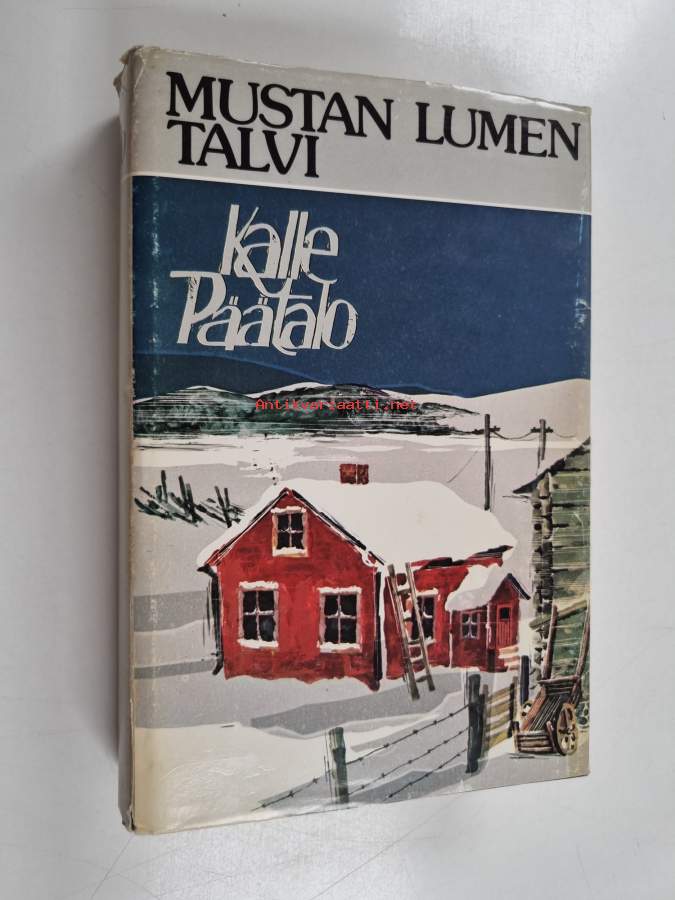 MUSTAN LUMEN
TALVI
Kalle
Päätalo
Antikvariaatti.net